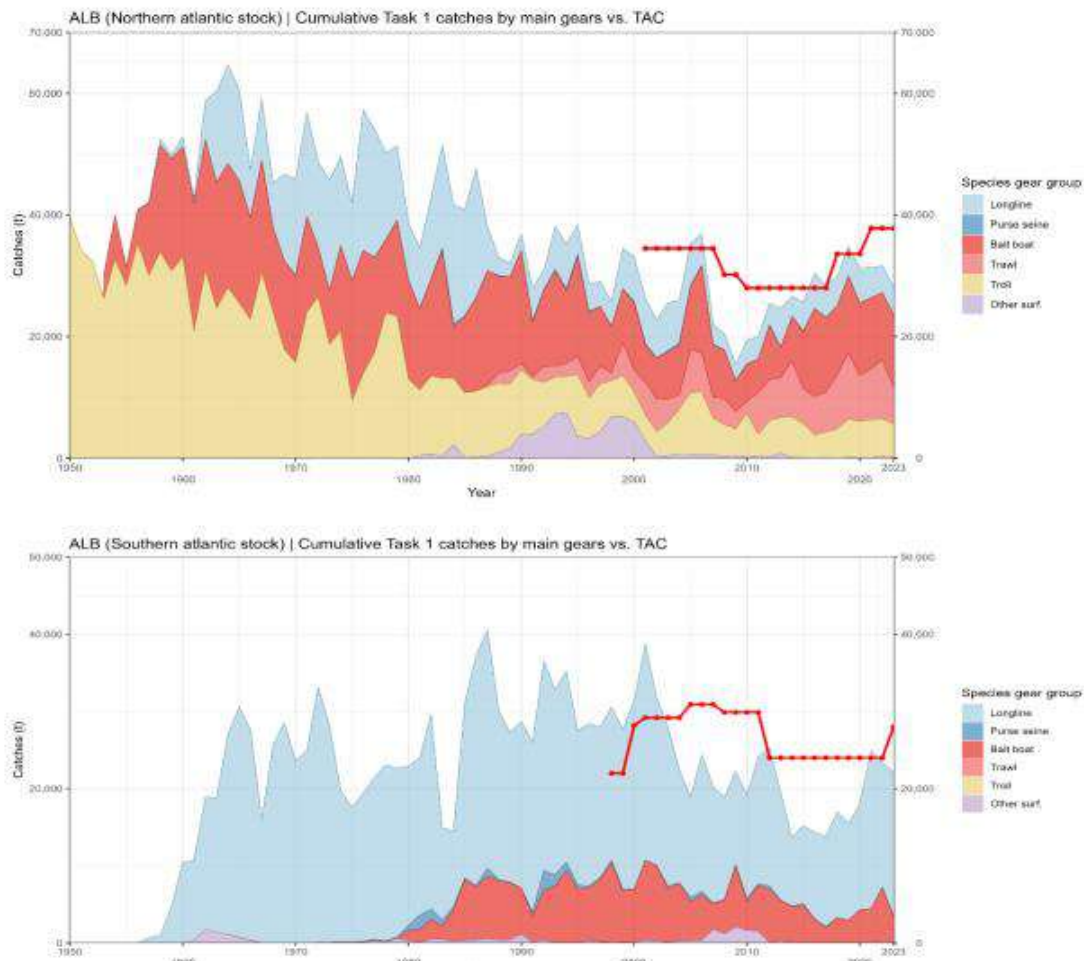 ALB (Northern atlantic stock) | Cumulative Task 1 catches by main gears vs. TAC
70,000
70,000
60,000
60,000
40,000
40,000
20,000
20,000
0
0
Catches (t)
1950
1960
1970
1980
1990
2000
2010
2020
2023
Year
Species gear group
Longline
Purse seine
Bait boat
Trawl
Troll
Other surf.
ALB (Southern atlantic stock) | Cumulative Task 1 catches by main gears vs. TAC
50,000
50,000
40,000
40,000
20,000
20,000
0
0
Catches (t)
1950
1970
1990
2010
2023
Species gear group
Longline
Purse seine
Bait boat
Trawl
Troll
Other surf.